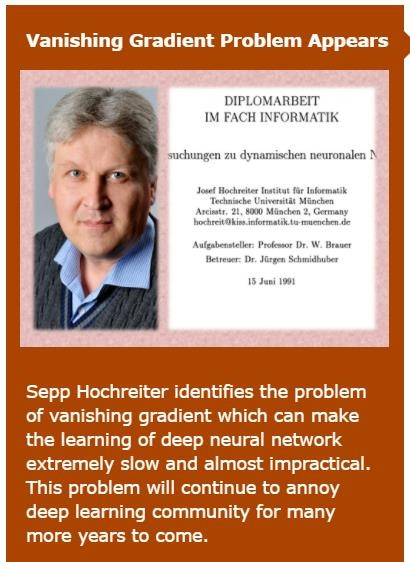 Vanishing Gradient Problem Appears
DIPLOMARBEIT
IM FACH INFORMATIK
suchungen zu dynamischen neuronalen N
Josef Hochreiter Institut für Informatik
Technische Universität München
Arcisstr. 21, 8000 München 2, Germany
hochreit@kiss.informatik.tu-muenchen.de
Aufgabensteller: Professor Dr. W. Brauer
Betreuer: Dr. Jürgen Schmidhuber
15 Juni 1991
Sepp Hochreiter identifies the problem
of vanishing gradient which can make
the learning of deep neural network
extremely slow and almost impractical.
This problem will continue to annoy
deep learning community for many
more years to come.